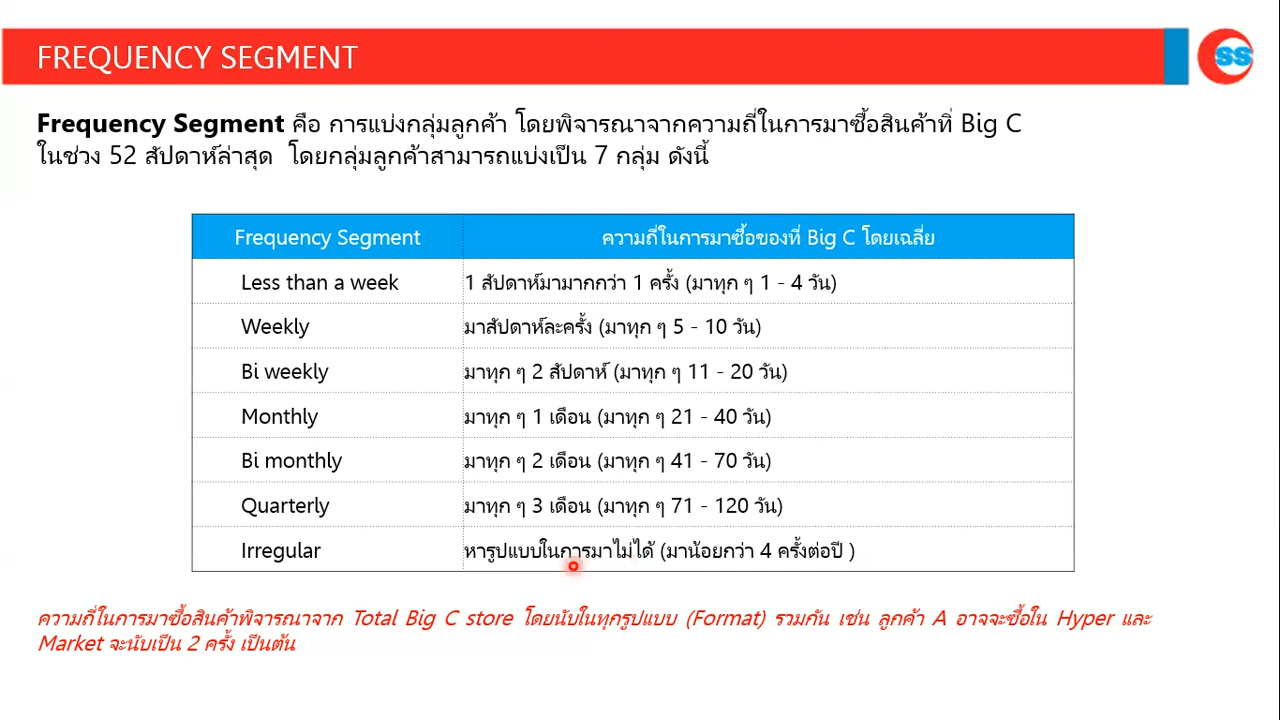 FREQUENCY SEGMENT
SS
Frequency Segment คือ การแบ่งกลุ่มลูกค้า โดยพิจารณาจากความถี่ในการมาซื้อสินค้าที่ Big C
ในช่วง 52 สัปดาห์ล่าสุด โดยกลุ่มลูกค้าสามารถแบ่งเป็น 7 กลุ่ม ดังนี้
Frequency Segment ความถี่ในการมาซื้อของที่ Big C โดยเฉลี่ย
Less than a week 1 สัปดาห์มามากกว่า 1 ครั้ง (มาทุก ๆ 1 - 4 วัน)
Weekly มาสัปดาห์ละครั้ง (มาทุก ๆ 5 - 10 วัน)
Bi weekly มาทุก ๆ 2 สัปดาห์ (มาทุก ๆ 11 - 20 วัน)
Monthly มาทุก ๆ 1 เดือน (มาทุก ๆ 21 - 40 วัน)
Bi monthly มาทุก ๆ 2 เดือน (มาทุก ๆ 41 - 70 วัน)
Quarterly มาทุก ๆ 3 เดือน (มาทุก ๆ 71 - 120 วัน)
Irregular หารูปแบบในการมาไม่ได้ (มาน้อยกว่า 4 ครั้งต่อปี )
ความถี่ในการมาซื้อสินค้าพิจารณาจาก Total Big C store โดยนับในทุกรูปแบบ (Format) รวมกัน เช่น ลูกค้า A อาจจะซื้อใน Hyper และ
Market จะนับเป็น 2 ครั้ง เป็นต้น